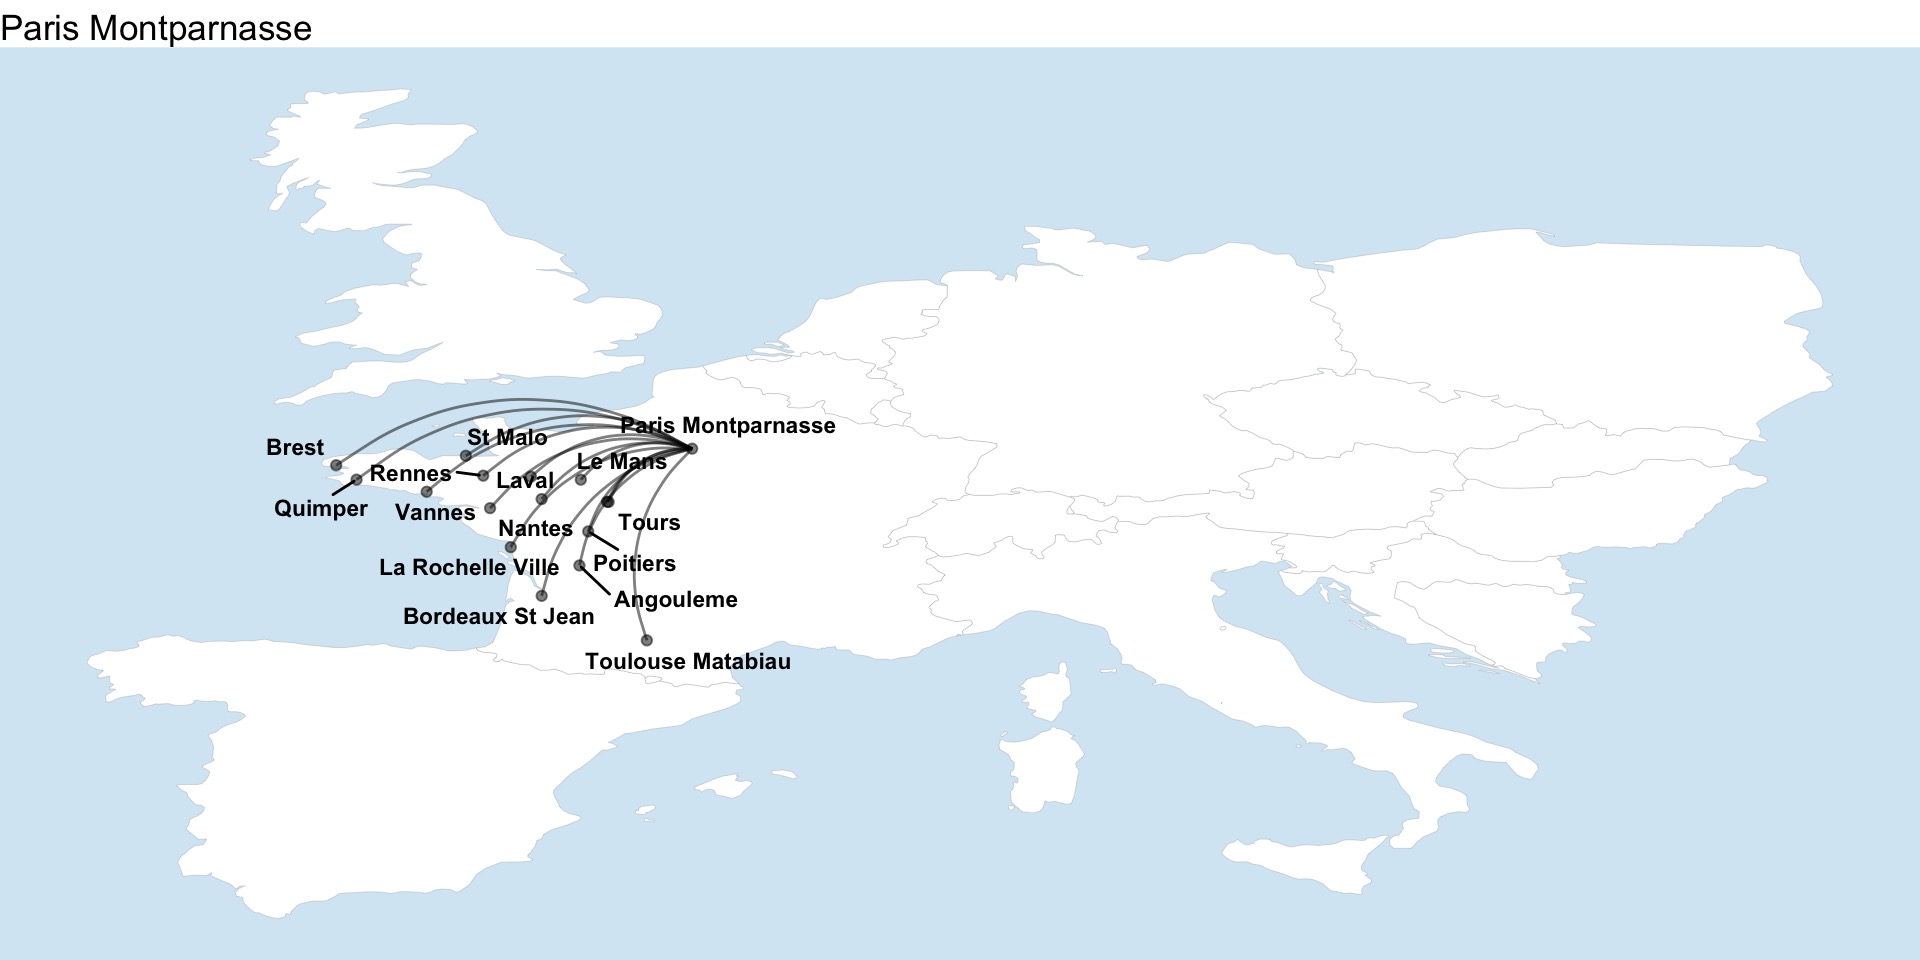 Paris Montparnasse
Paris Montparnasse
St Malo
Brest
Le Mans
Rennes
Laval
Quimper
Vannes
Tours
Nantes
Poitiers
La Rochelle Ville
Angouleme
Bordeaux St Jean
Toulouse Matabiau